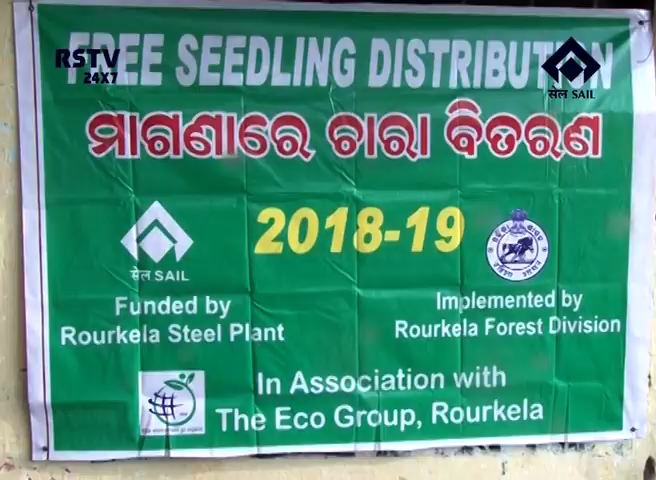 RSTV
24X7
FREE SEEDLING DISTRIBUTION
सेल SAIL
ମାଗଣାରେ ଚାରା ବିତରଣ
2018-19
सेल SAIL
Funded by
Rourkela Steel Plant
Implemented by
Rourkela Forest Division
In Association with
The Eco Group, Rourkela